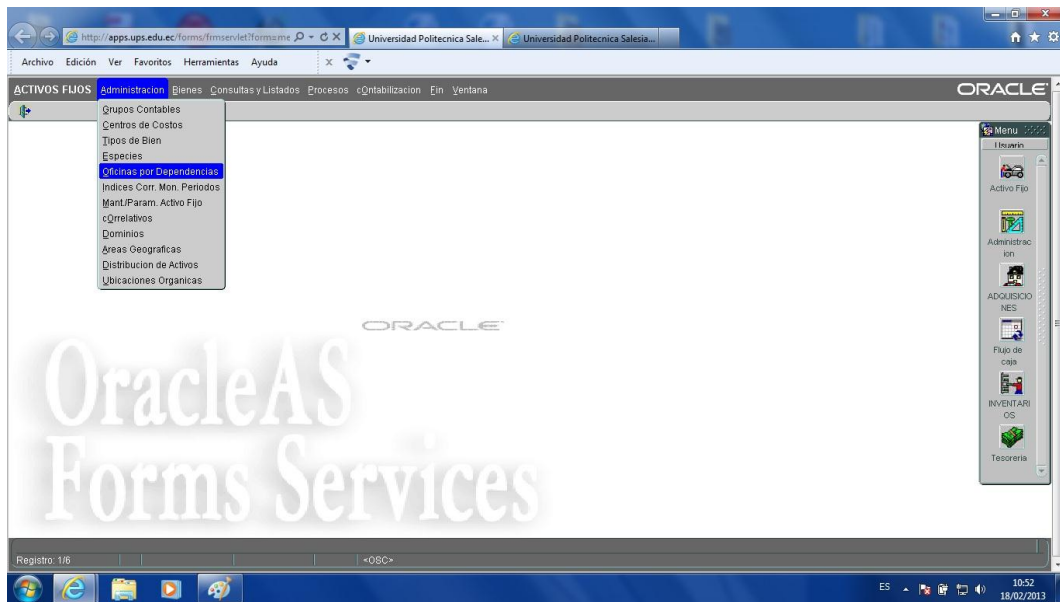 http://apps.ups.edu.ec/forms/frmservlet?form=me
Universidad Politecnica Sale...
Universidad Politecnica Salesia...
Archivo Edición Ver Favoritos Herramientas Ayuda
ACTIVOS FIJOS Administracion Bienes Consultas y Listados Procesos cOntabilizacion Fin Ventana
ORACLE
Grupos Contables
Centros de Costos
Tipos de Bien
Especies
Oficinas por Dependencias
Indices Corr. Mon. Periodos
Mant./Param. Activo Fijo
cOrrelativos
Dominios
Areas Geograficas
Distribucion de Activos
Ubicaciones Organicas
Menu
Usuario
Activo Fijo
Administrac
ion
ADQUISICIO
NES
Flujo de
caja
INVENTARI
OS
Tesoreria
ORACLE
OracleAS
Forms Services
Registro: 1/6
<OSC>
ES
10:52
18/02/2013